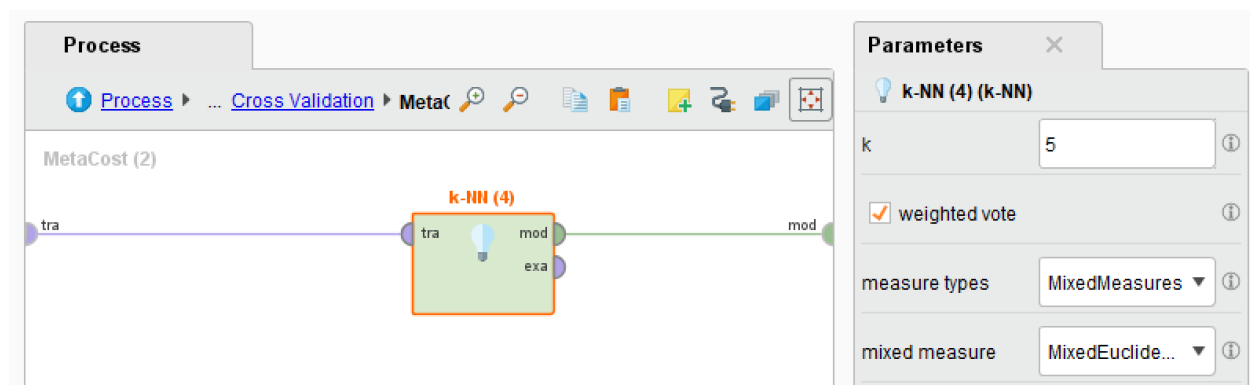 Process
Process ... Cross Validation MetaC
MetaCost (2)
k-NN (4)
tra
tra
mod
mod
exa
Parameters
k-NN (4) (k-NN)
k
5
weighted vote
measure types
MixedMeasures
mixed measure
MixedEuclide...